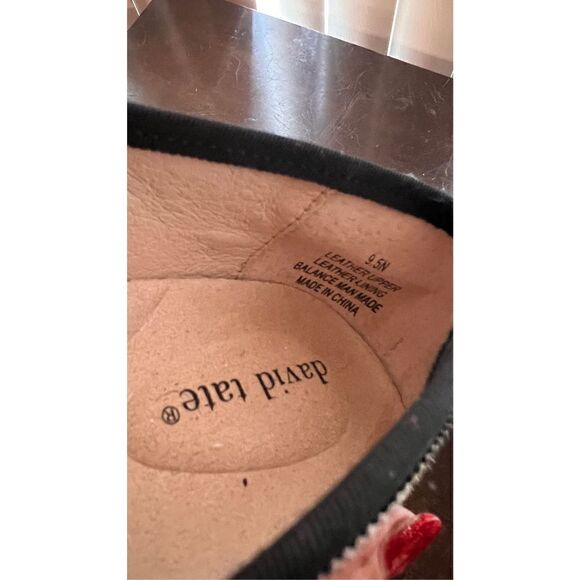 9.5N
LEATHER UPPER
LEATHER LINING
BALANCE MAN MADE
MADE IN CHINA
david tate®